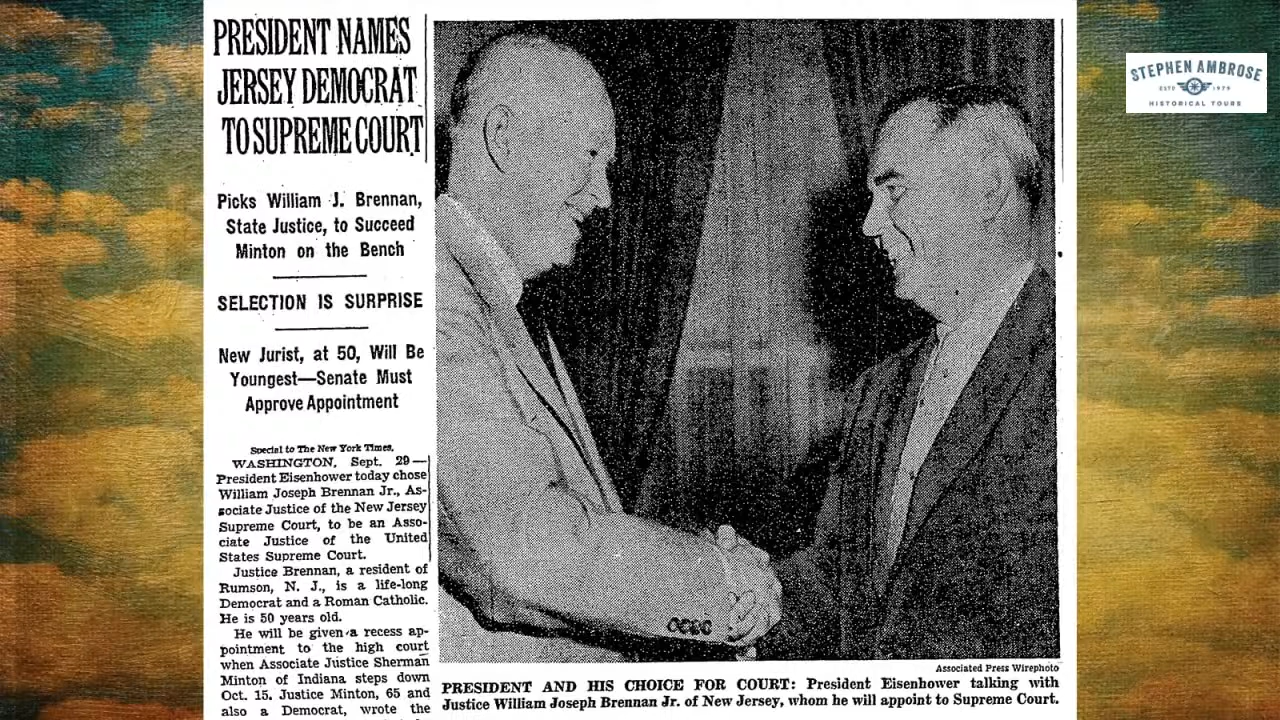 PRESIDENT NAMES
JERSEY DEMOCRAT
TO SUPREME COURT
Picks William J. Brennan,
State Justice, to Succeed
Minton on the Bench
SELECTION IS SURPRISE
New Jurist, at 50, Will Be
Youngest—Senate Must
Approve Appointment
Special to The New York Times.
WASHINGTON, Sept. 29—
President Eisenhower today chose
William Joseph Brennan Jr., As-
sociate Justice of the New Jersey
Supreme Court, to be an Asso-
ciate Justice of the United
States Supreme Court.
Justice Brennan, a resident of
Rumson, N. J., is a life-long
Democrat and a Roman Catholic.
He is 50 years old.
He will be given a recess ap-
pointment to the high court
when Associate Justice Sherman
Minton of Indiana steps down
Oct. 15. Justice Minton, 65 and
also a Democrat, wrote the
Associated Press Wirephoto
PRESIDENT AND HIS CHOICE FOR COURT: President Eisenhower talking with
Justice William Joseph Brennan Jr. of New Jersey, whom he will appoint to Supreme Court.
STEPHEN AMBROSE
ESTD 1979
HISTORICAL TOURS